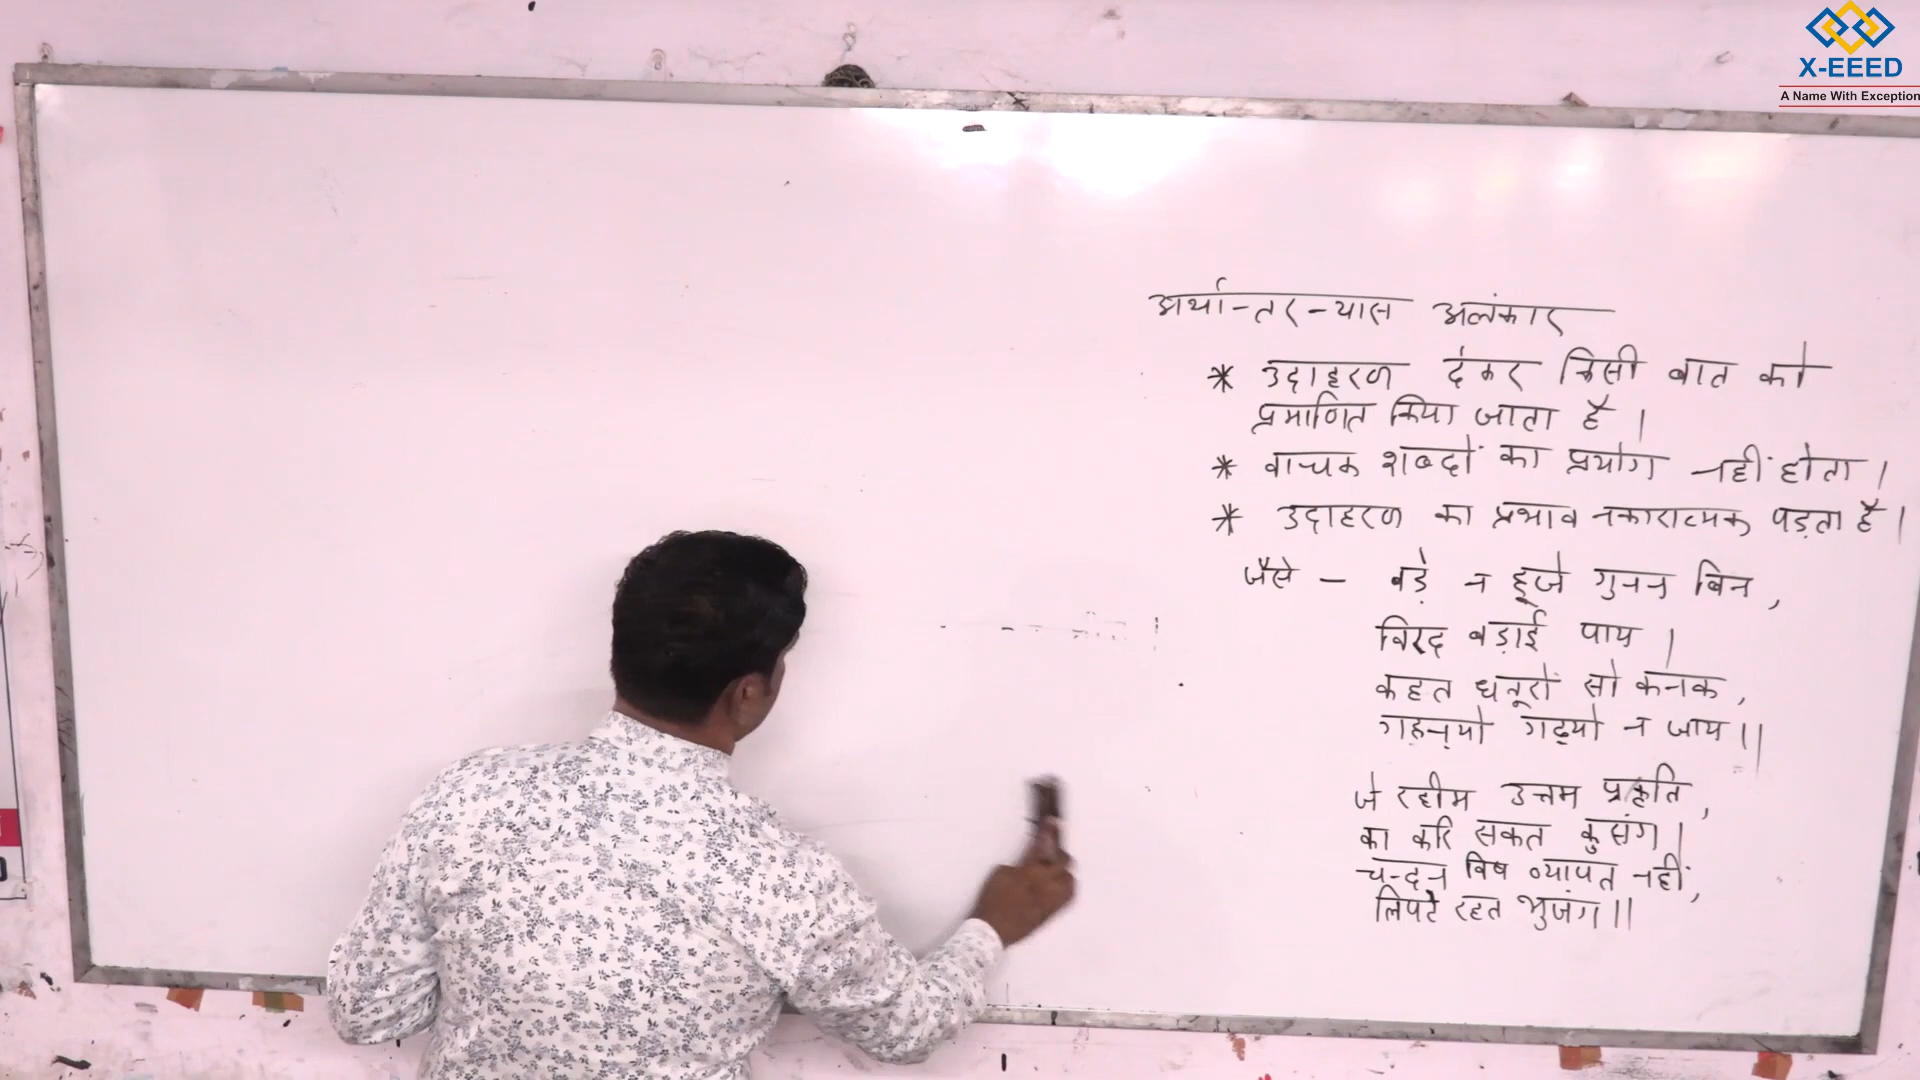 X-EEED
A Name With Exception
अर्थान्तरन्यास अलंकार
* उदाहरण देकर किसी बात को
प्रमाणित किया जाता है ।
* वाचक शब्दों का प्रयोग नहीं होता ।
* उदाहरण का प्रभाव नकारात्मक पड़ता है ।
जैसे – बड़े न हूजे गुनन बिन,
बिरद बड़ाई पाय ।
कहत धतूरों सो कनक,
गहनयो गढ़यो न जाय ।।
जे रहीम उत्तम प्रकृति,
का करि सकत कुसंग ।
चन्दन विष व्यापत नहीं,
लिपटे रहत भुजंग ।।